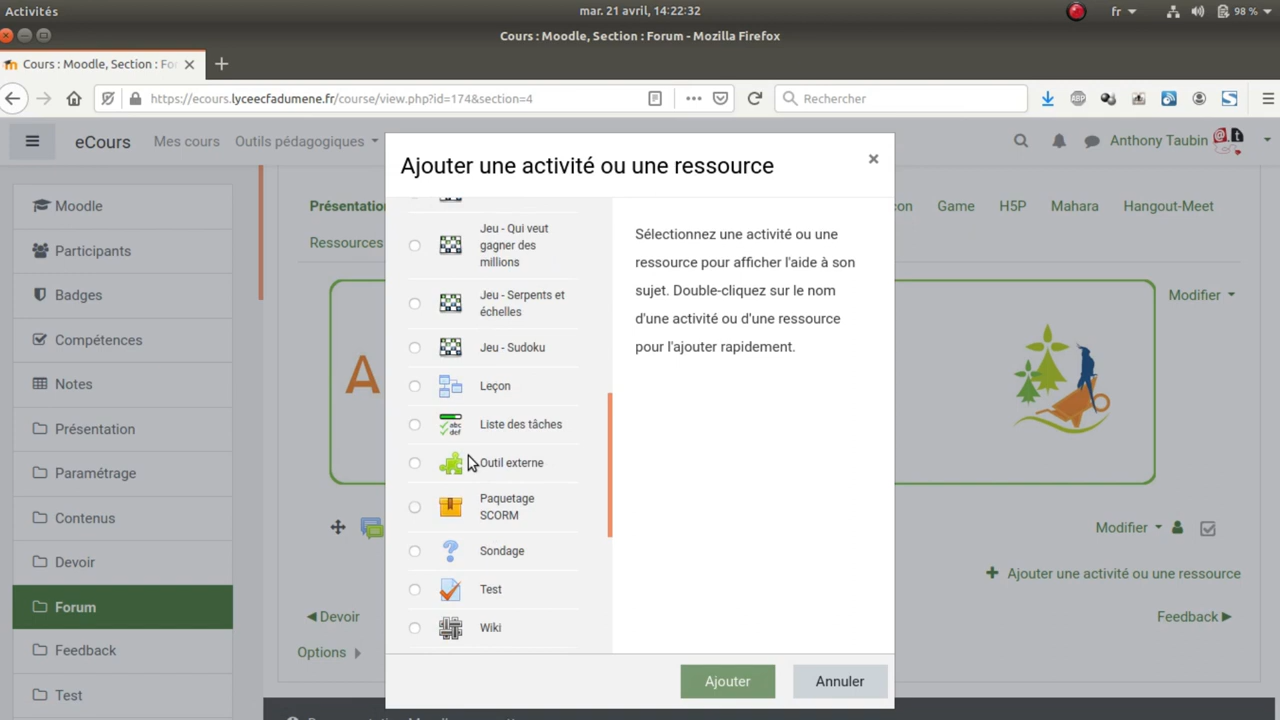 Activités
mar. 21 avril, 14:22:32
fr
98 %
Cours : Moodle, Section : Forum - Mozilla Firefox
Cours : Moodle, Section : For
https://ecours.lyceecfadumene.fr/course/view.php?id=174&section=4
Rechercher
eCours
Mes cours
Outils pédagogiques
Anthony Taubin
Moodle
Participants
Badges
Compétences
Notes
Présentation
Paramétrage
Contenus
Devoir
Forum
Feedback
Test
Présentation
Game
H5P
Mahara
Hangout-Meet
Ressources
A
Modifier
Modifier
Ajouter une activité ou une ressource
Devoir
Feedback
Options
Ajouter une activité ou une ressource
×
Jeu - Qui veut
gagner des
millions
Jeu - Serpents et
échelles
Jeu - Sudoku
Leçon
Liste des tâches
Outil externe
Paquetage
SCORM
Sondage
Test
Wiki
Sélectionnez une activité ou une
ressource pour afficher l'aide à son
sujet. Double-cliquez sur le nom
d'une activité ou d'une ressource
pour l'ajouter rapidement.
Ajouter
Annuler